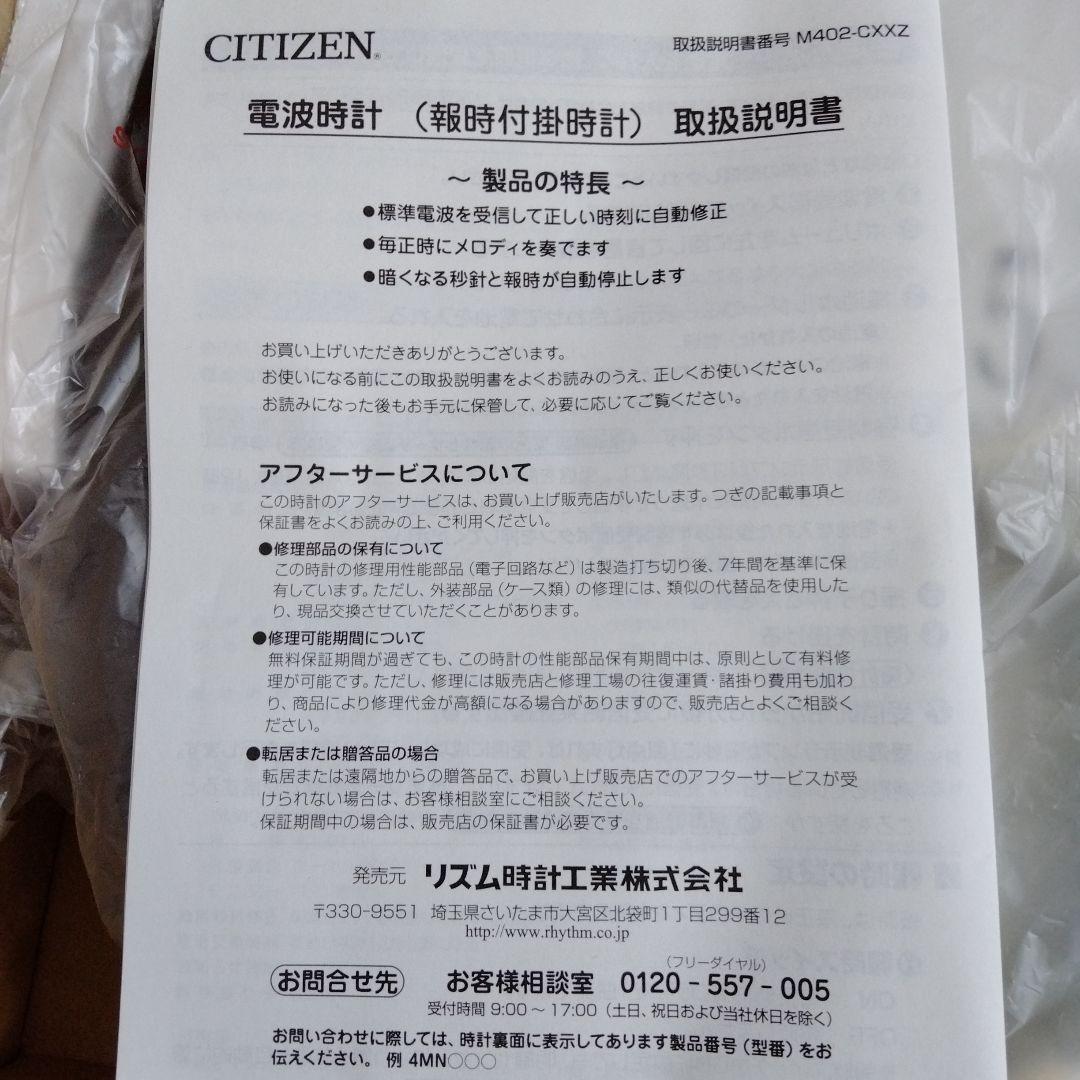 CITIZEN®
取扱説明書番号 M402-CXXZ
電波時計 (報時付掛時計) 取扱説明書
～ 製品の特長 ～
●標準電波を受信して正しい時刻に自動修正
●毎正時にメロディを奏でます
●暗くなる秒針と報時が自動停止します
お買い上げいただきありがとうございます。
お使いになる前にこの取扱説明書をよくお読みのうえ、正しくお使いください。
お読みになった後もお手元に保管して、必要に応じてご覧ください。
アフターサービスについて
この時計のアフターサービスは、お買い上げ販売店がいたします。つぎの記載事項と
保証書をよくお読みの上、ご利用ください。
●修理部品の保有について
この時計の修理用性能部品（電子回路など）は製造打ち切り後、7年間を基準に保
有しています。ただし、外装部品（ケース類）の修理には、類似の代替品を使用した
り、現品交換させていただくことがあります。
●修理可能期間について
無料保証期間が過ぎても、この時計の性能部品保有期間中は、原則として有料修
理が可能です。ただし、修理には販売店と修理工場の往復運賃・諸掛り費用も加わ
り、商品により修理代金が高額になる場合がありますので、販売店とよくご相談く
ださい。
●転居または贈答品の場合
転居または遠隔地からの贈答品で、お買い上げ販売店でのアフターサービスが受
けられない場合は、お客様相談室にご相談ください。
保証期間中の場合は、販売店の保証書が必要です。
発売元 リズム時計工業株式会社
〒330-9551 埼玉県さいたま市大宮区北袋町1丁目299番12
http://www.rhythm.co.jp
（フリーダイヤル）
お問合せ先 お客様相談室 0120-557-005
受付時間 9:00～17:00（土日、祝日および当社休日を除く）
お問い合わせに際しては、時計裏面に表示してあります製品番号（型番）をお
伝えください。例 4MN○○○